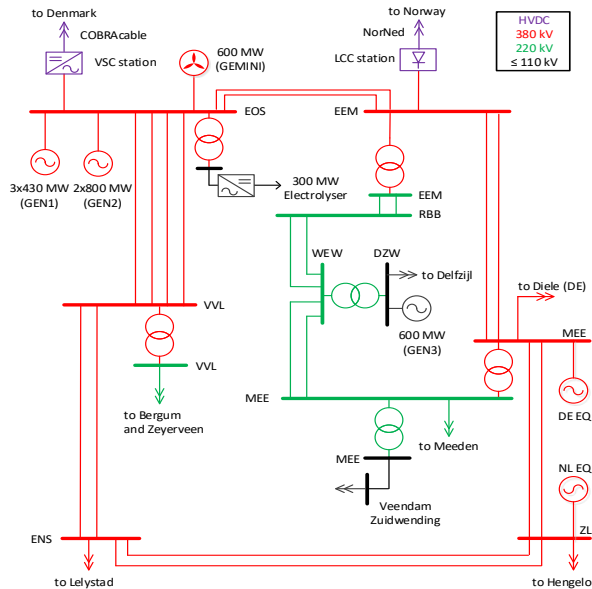 to Denmark
COBRAcable
VSC station
600 MW
(GEMINI)
to Norway
NorNed
LCC station
HVDC
380 kV
220 kV
≤ 110 kV
EOS
EEM
3x430 MW
(GEN1)
2x800 MW
(GEN2)
300 MW
Electrolyser
EEM
RBB
WEW
DZW
to Delfzijl
600 MW
(GEN3)
to Diele (DE)
VVL
MEE
VVL
to Bergum
and Zeyerveen
MEE
DE EQ
to Meeden
MEE
Veendam
Zuidwending
NL EQ
ENS
ZL
to Lelystad
to Hengelo